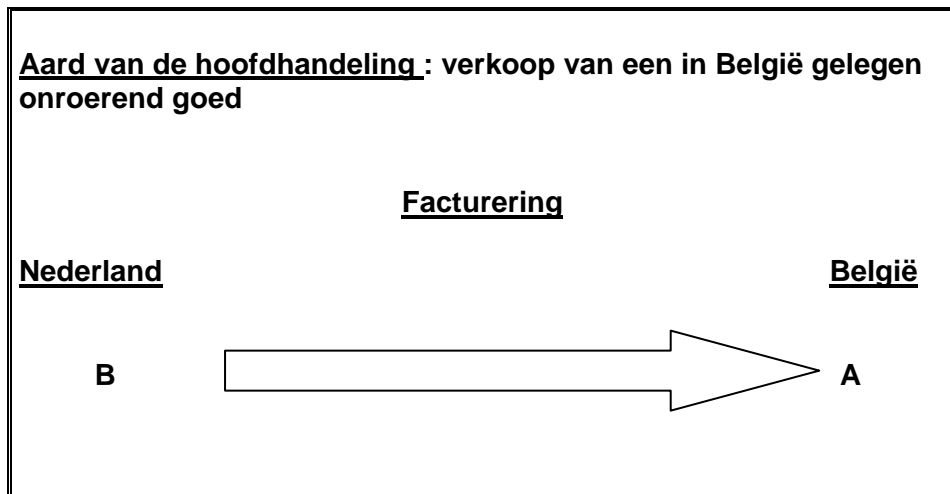 Aard van de hoofdhandeling : verkoop van een in België gelegen
onroerend goed
Facturering
Nederland België
B A